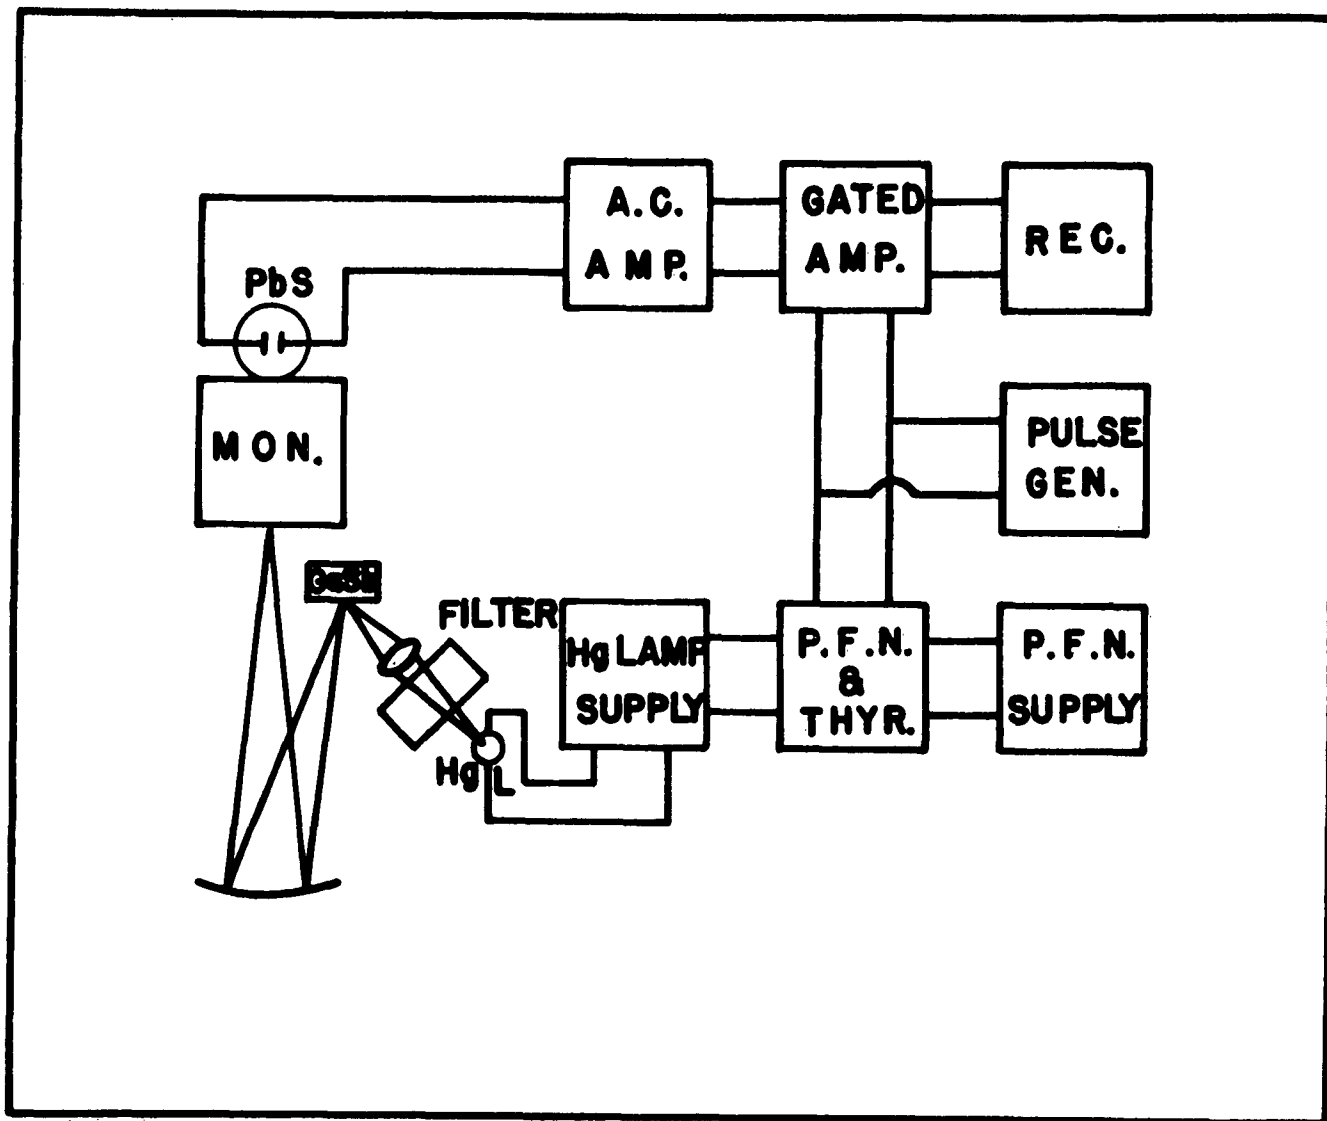 A.C.
AMP.
GATED
AMP.
REC.
PbS
MON.
PULSE
GEN.
FILTER
Hg LAMP
SUPPLY
P.F.N.
&
THYR.
P.F.N.
SUPPLY
Hg L